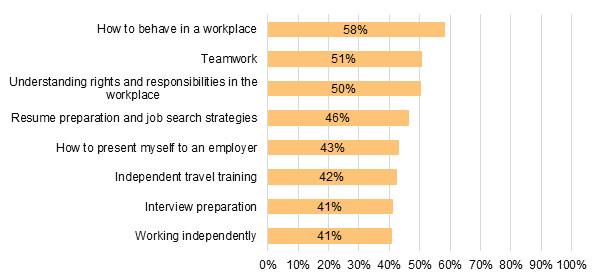 How to behave in a workplace 58%
Teamwork 51%
Understanding rights and responsibilities in the
workplace 50%
Resume preparation and job search strategies 46%
How to present myself to an employer 43%
Independent travel training 42%
Interview preparation 41%
Working independently 41%
0% 10% 20% 30% 40% 50% 60% 70% 80% 90% 100%